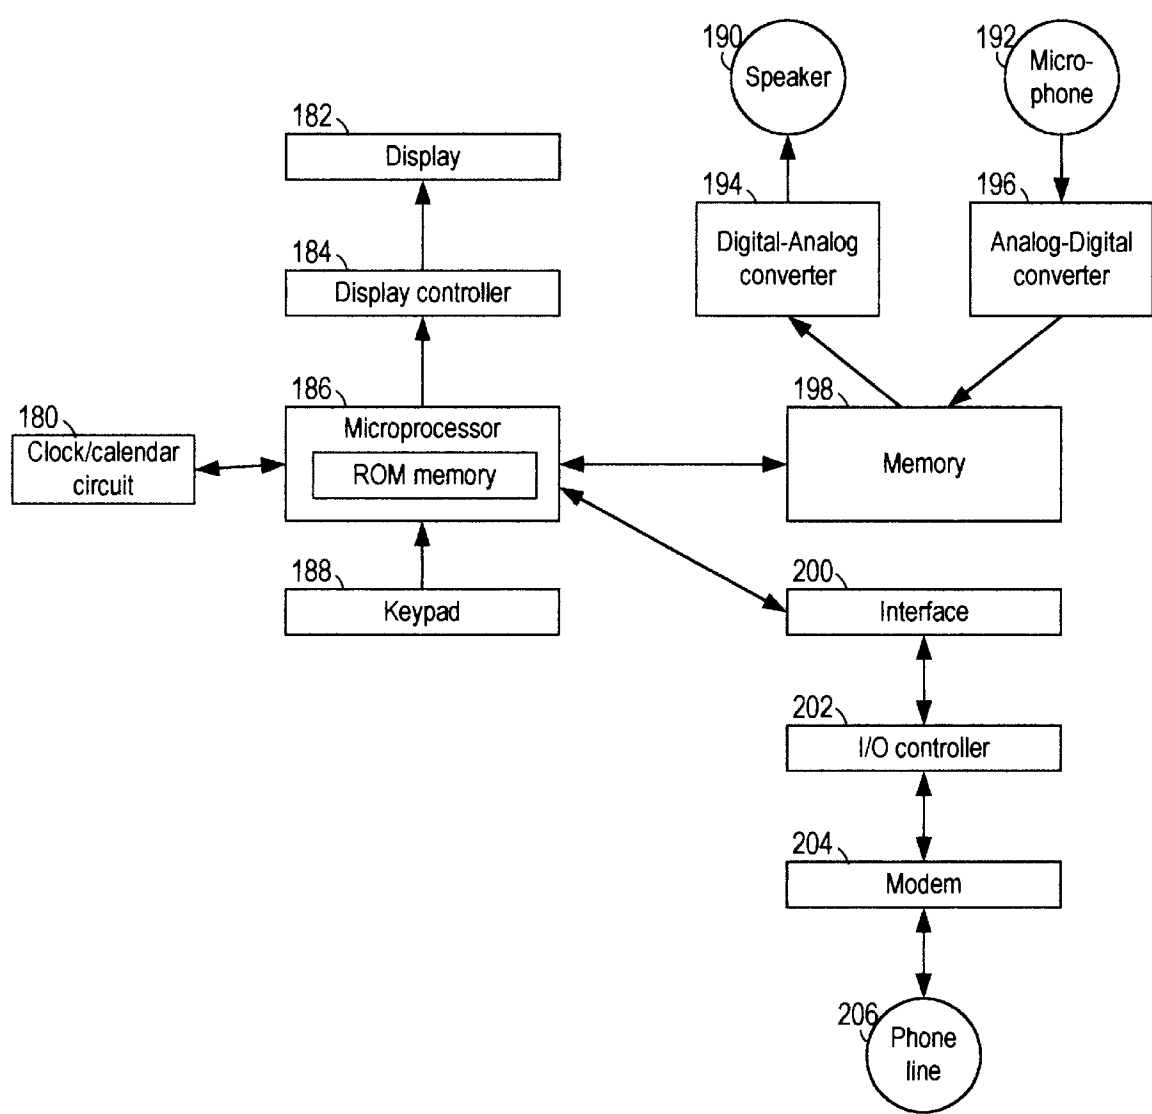 190
Speaker
192
Micro-
phone
182
Display
194
Digital-Analog
converter
196
Analog-Digital
converter
184
Display controller
180
Clock/calendar
circuit
186
Microprocessor
ROM memory
198
Memory
188
Keypad
200
Interface
202
I/O controller
204
Modem
206
Phone
line